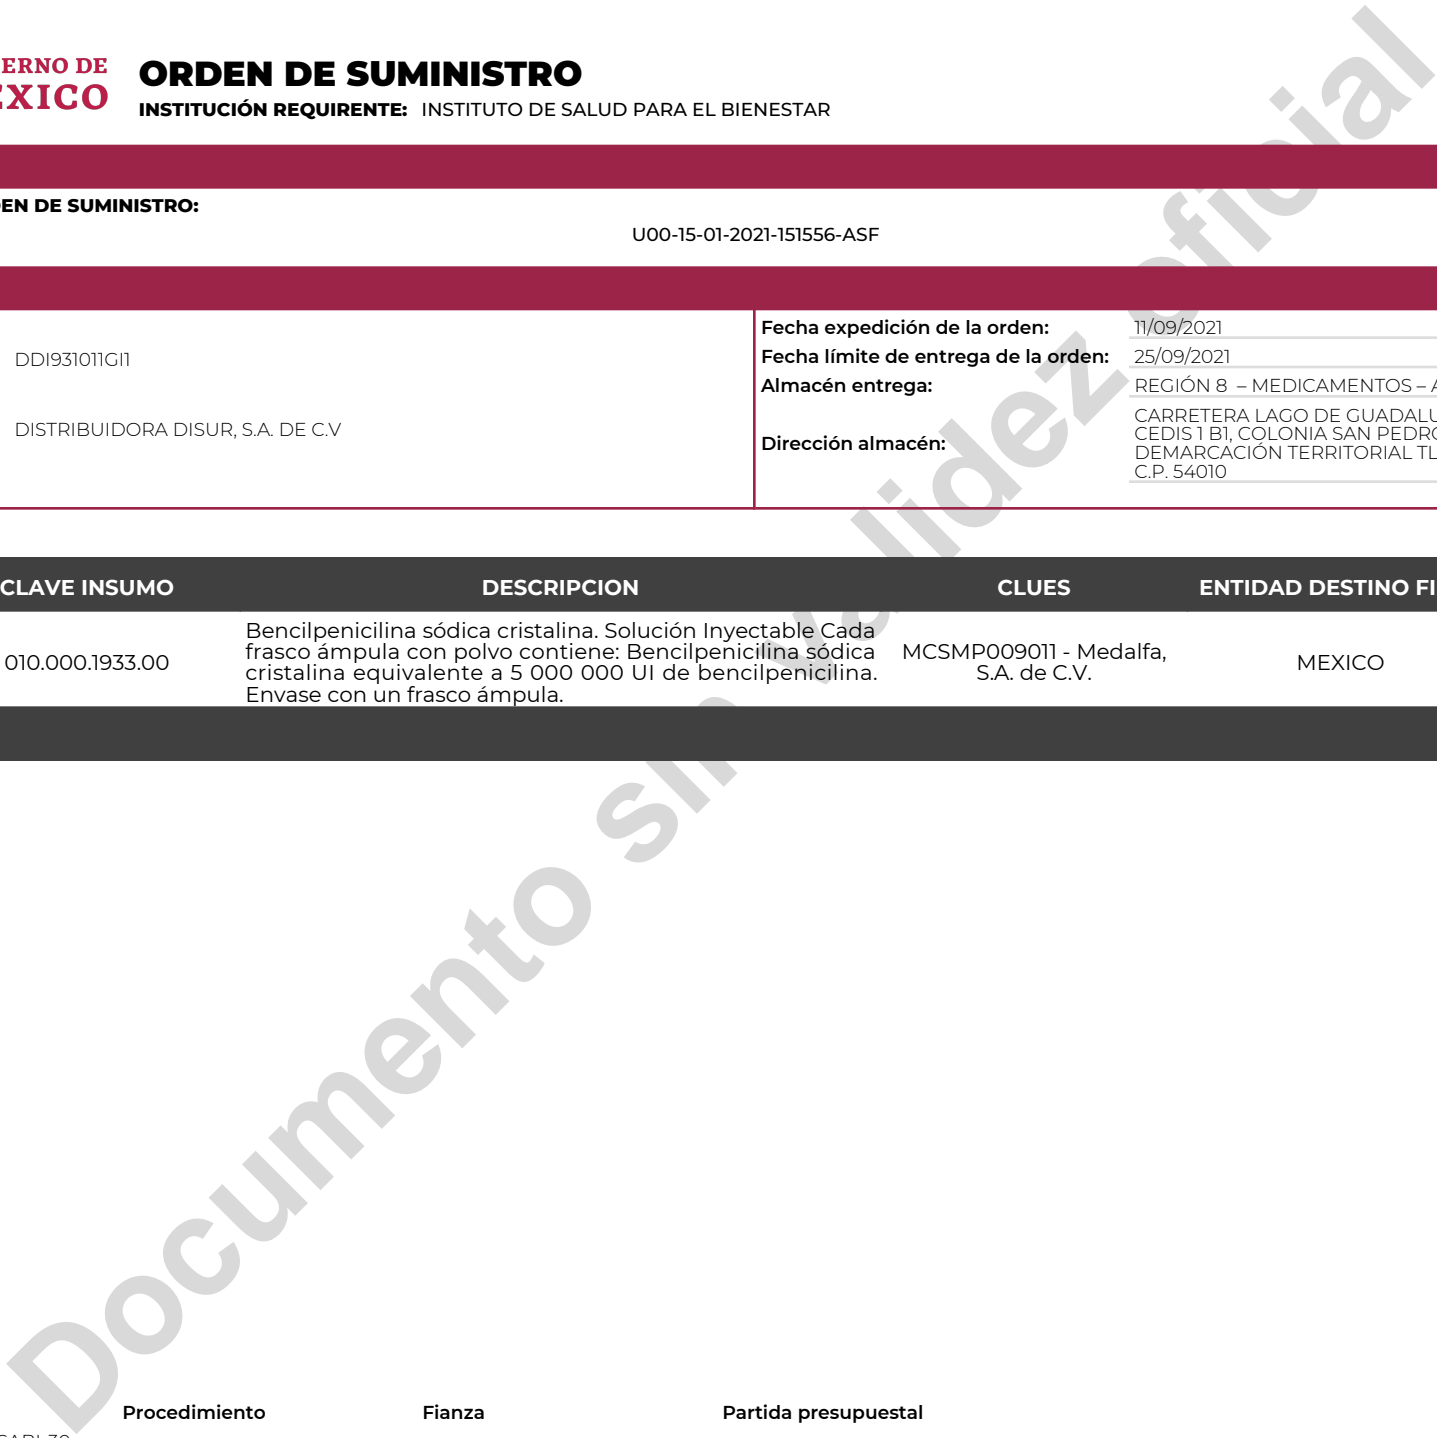 ERNO DE
EXICO
ORDEN DE SUMINISTRO
INSTITUCIÓN REQUIRENTE: INSTITUTO DE SALUD PARA EL BIENESTAR
EN DE SUMINISTRO:
U00-15-01-2021-151556-ASF
DDI931011GI1
DISTRIBUIDORA DISUR, S.A. DE C.V
Fecha expedición de la orden: 11/09/2021
Fecha límite de entrega de la orden: 25/09/2021
Almacén entrega: REGIÓN 8 – MEDICAMENTOS – A
Dirección almacén:
CARRETERA LAGO DE GUADALU
CEDIS 1 B1, COLONIA SAN PEDRO
DEMARCACIÓN TERRITORIAL TL
C.P. 54010
CLAVE INSUMO DESCRIPCION CLUES ENTIDAD DESTINO FI
010.000.1933.00
Bencilpenicilina sódica cristalina. Solución Inyectable Cada
frasco ámpula con polvo contiene: Bencilpenicilina sódica
cristalina equivalente a 5 000 000 UI de bencilpenicilina.
Envase con un frasco ámpula.
MCSMP009011 - Medalfa,
S.A. de C.V.
MEXICO
Documento sin validez oficial
Procedimiento Fianza Partida presupuestal